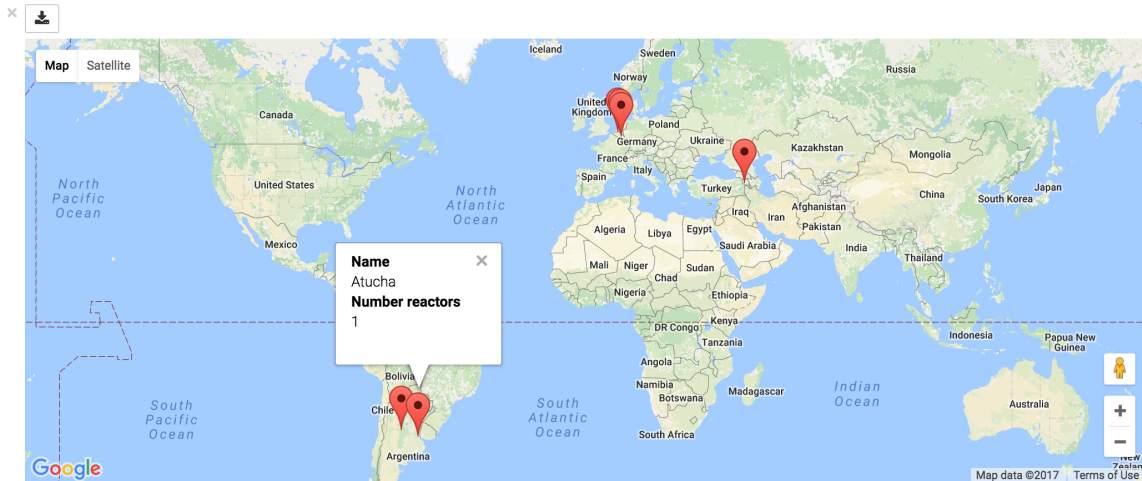 Map
Satellite
Iceland
Sweden
Norway
Russia
United
Kingdom
Canada
Poland
Germany
Ukraine
Kazakhstan
Mongolia
France
Italy
Spain
Turkey
North
Pacific
Ocean
United States
North
Atlantic
Ocean
China
Japan
South Korea
Afghanistan
Iraq
Iran
Pakistan
Algeria
Libya
Egypt
Mexico
Saudi Arabia
India
Thailand
Name
Atucha
Number reactors
1
Mali
Niger
Sudan
Chad
Nigeria
Ethiopia
DR Congo
Kenya
Tanzania
Indonesia
Papua New
Guinea
Angola
Bolivia
Namibia
Botswana
Madagascar
Indian
Ocean
Chile
South
Pacific
Ocean
South
Atlantic
Ocean
Australia
South Africa
Argentina
New
Zealan
Google
Map data ©2017
Terms of Use